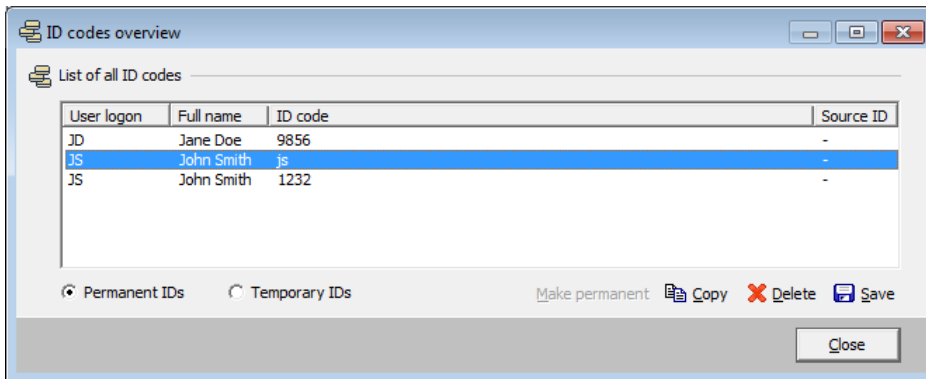 ID codes overview
List of all ID codes
User logon Full name ID code Source ID
JD Jane Doe 9856 -
JS John Smith js -
JS John Smith 1232 -
Permanent IDs Temporary IDs Make permanent Copy Delete Save
Close